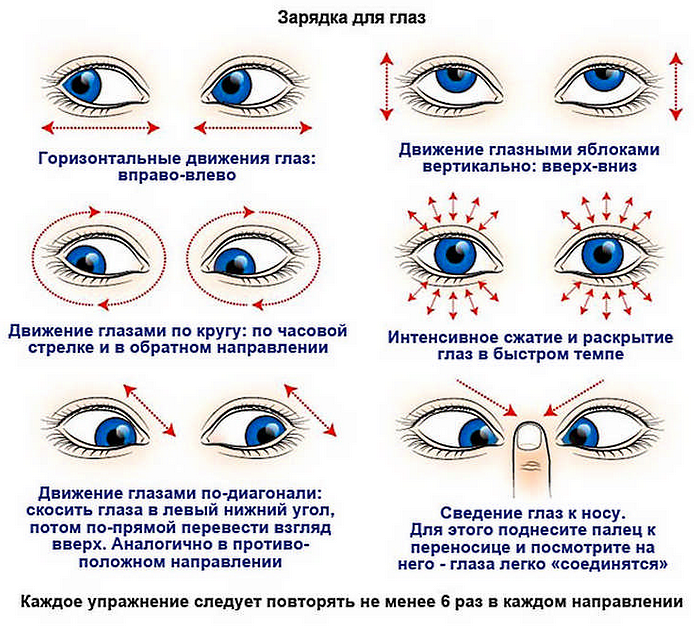 Зарядка для глаз
Горизонтальные движения глаз:
вправо-влево
Движение глазными яблоками
вертикально: вверх-вниз
Движение глазами по кругу: по часовой
стрелке и в обратном направлении
Интенсивное сжатие и раскрытие
глаз в быстром темпе
Движение глазами по-диагонали:
скосить глаза в левый нижний угол,
потом по-прямой перевести взгляд
вверх. Аналогично в противо-
положном направлении
Сведение глаз к носу.
Для этого поднесите палец к
переносице и посмотрите на
него - глаза легко «соединятся»
Каждое упражнение следует повторять не менее 6 раз в каждом направлении